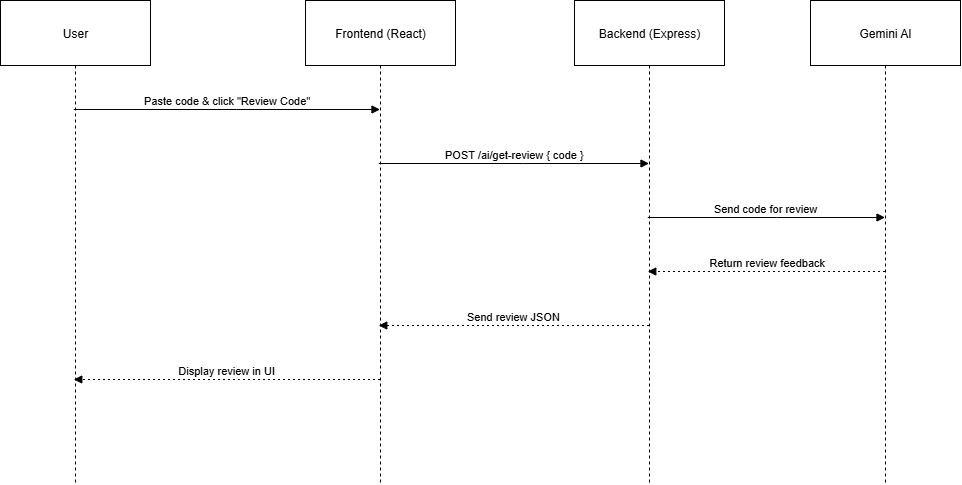 User
Frontend (React)
Backend (Express)
Gemini AI
Paste code & click "Review Code"
POST /ai/get-review { code }
Send code for review
Return review feedback
Send review JSON
Display review in UI